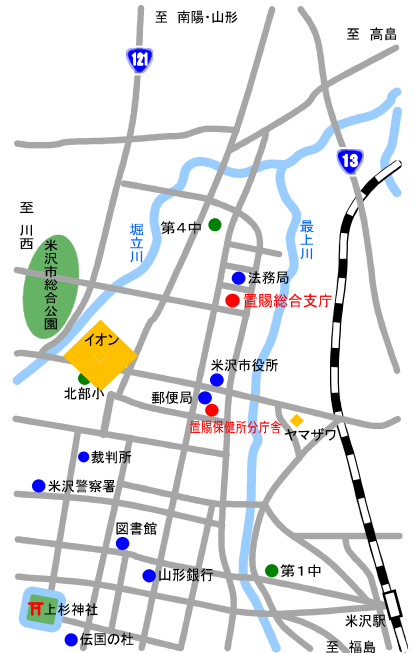 至 南陽・山形
至 高畠
121
13
至 川西
米沢市総合公園
堀立川
第4中
最上川
法務局
置賜総合支庁
イオン
北部小
米沢市役所
郵便局
置賜保健所分庁舎
ヤマザワ
裁判所
米沢警察署
図書館
山形銀行
第1中
上杉神社
米沢駅
伝国の杜
至 福島